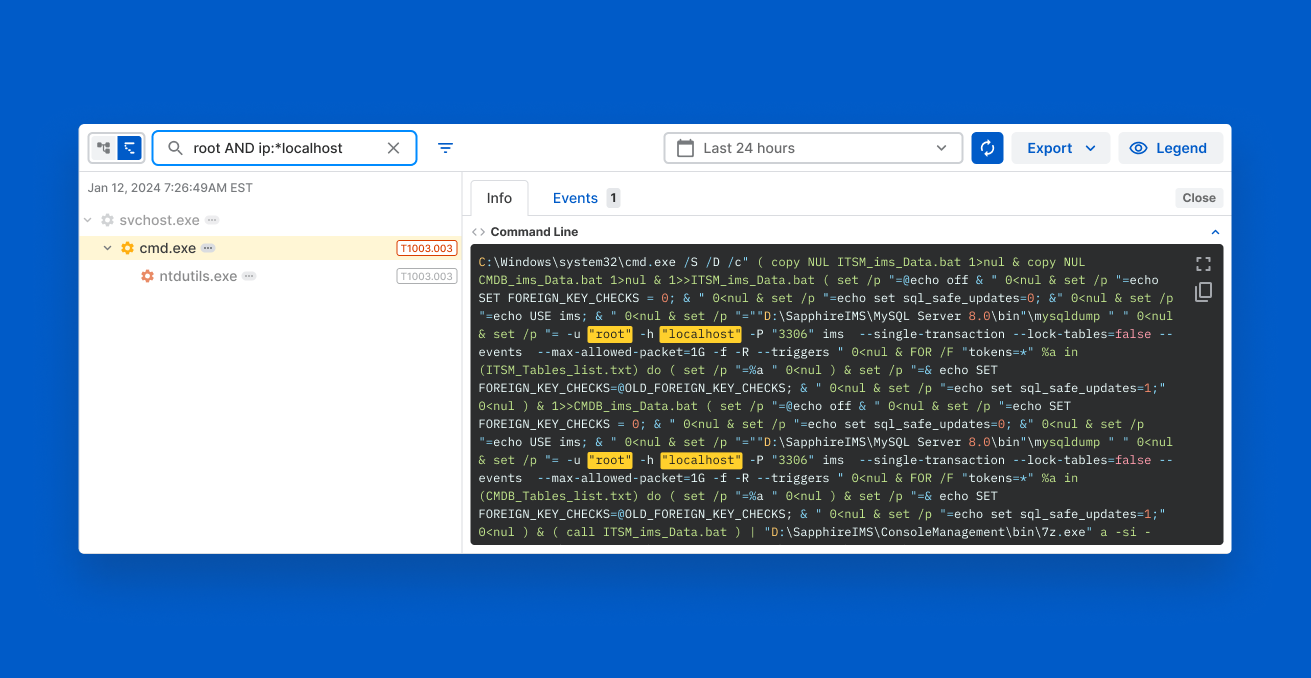 root AND ip:*localhost
Last 24 hours
Export
Legend
Jan 12, 2024 7:26:49AM EST
svchost.exe
cmd.exe
T1003.003
ntdutils.exe
T1003.003
Info
Events 1
Close
<> Command Line
C:\Windows\system32\cmd.exe /S /D /c" ( copy NUL ITSM_ims_Data.bat 1>nul & copy NUL
CMDB_ims_Data.bat 1>nul & 1>>ITSM_ims_Data.bat ( set /p "=@echo off & " 0<nul & set /p "=echo
SET FOREIGN_KEY_CHECKS = 0; & " 0<nul & set /p "=echo set sql_safe_updates=0; &" 0<nul & set /p
"=echo USE ims; & " 0<nul & set /p "=""D:\SapphireIMS\MySQL Server 8.0\bin"\mysqldump " " 0<nul
& set /p "= -u "root" -h "localhost" -P "3306" ims  --single-transaction --lock-tables=false --
events  --max-allowed-packet=1G -f -R --triggers " 0<nul & FOR /F "tokens=*" %a in
(ITSM_Tables_list.txt) do ( set /p "=%a " 0<nul ) & set /p "=& echo SET
FOREIGN_KEY_CHECKS=@OLD_FOREIGN_KEY_CHECKS; & " 0<nul & set /p "=echo set sql_safe_updates=1;"
0<nul ) & 1>>CMDB_ims_Data.bat ( set /p "=@echo off & " 0<nul & set /p "=echo SET
FOREIGN_KEY_CHECKS = 0; & " 0<nul & set /p "=echo set sql_safe_updates=0; &" 0<nul & set /p
"=echo USE ims; & " 0<nul & set /p "=""D:\SapphireIMS\MySQL Server 8.0\bin"\mysqldump " " 0<nul
& set /p "= -u "root" -h "localhost" -P "3306" ims  --single-transaction --lock-tables=false --
events  --max-allowed-packet=1G -f -R --triggers " 0<nul & FOR /F "tokens=*" %a in
(CMDB_Tables_list.txt) do ( set /p "=%a " 0<nul ) & set /p "=& echo SET
FOREIGN_KEY_CHECKS=@OLD_FOREIGN_KEY_CHECKS; & " 0<nul & set /p "=echo set sql_safe_updates=1;"
0<nul ) & ( call ITSM_ims_Data.bat ) | "D:\SapphireIMS\ConsoleManagement\bin\7z.exe" a -si -